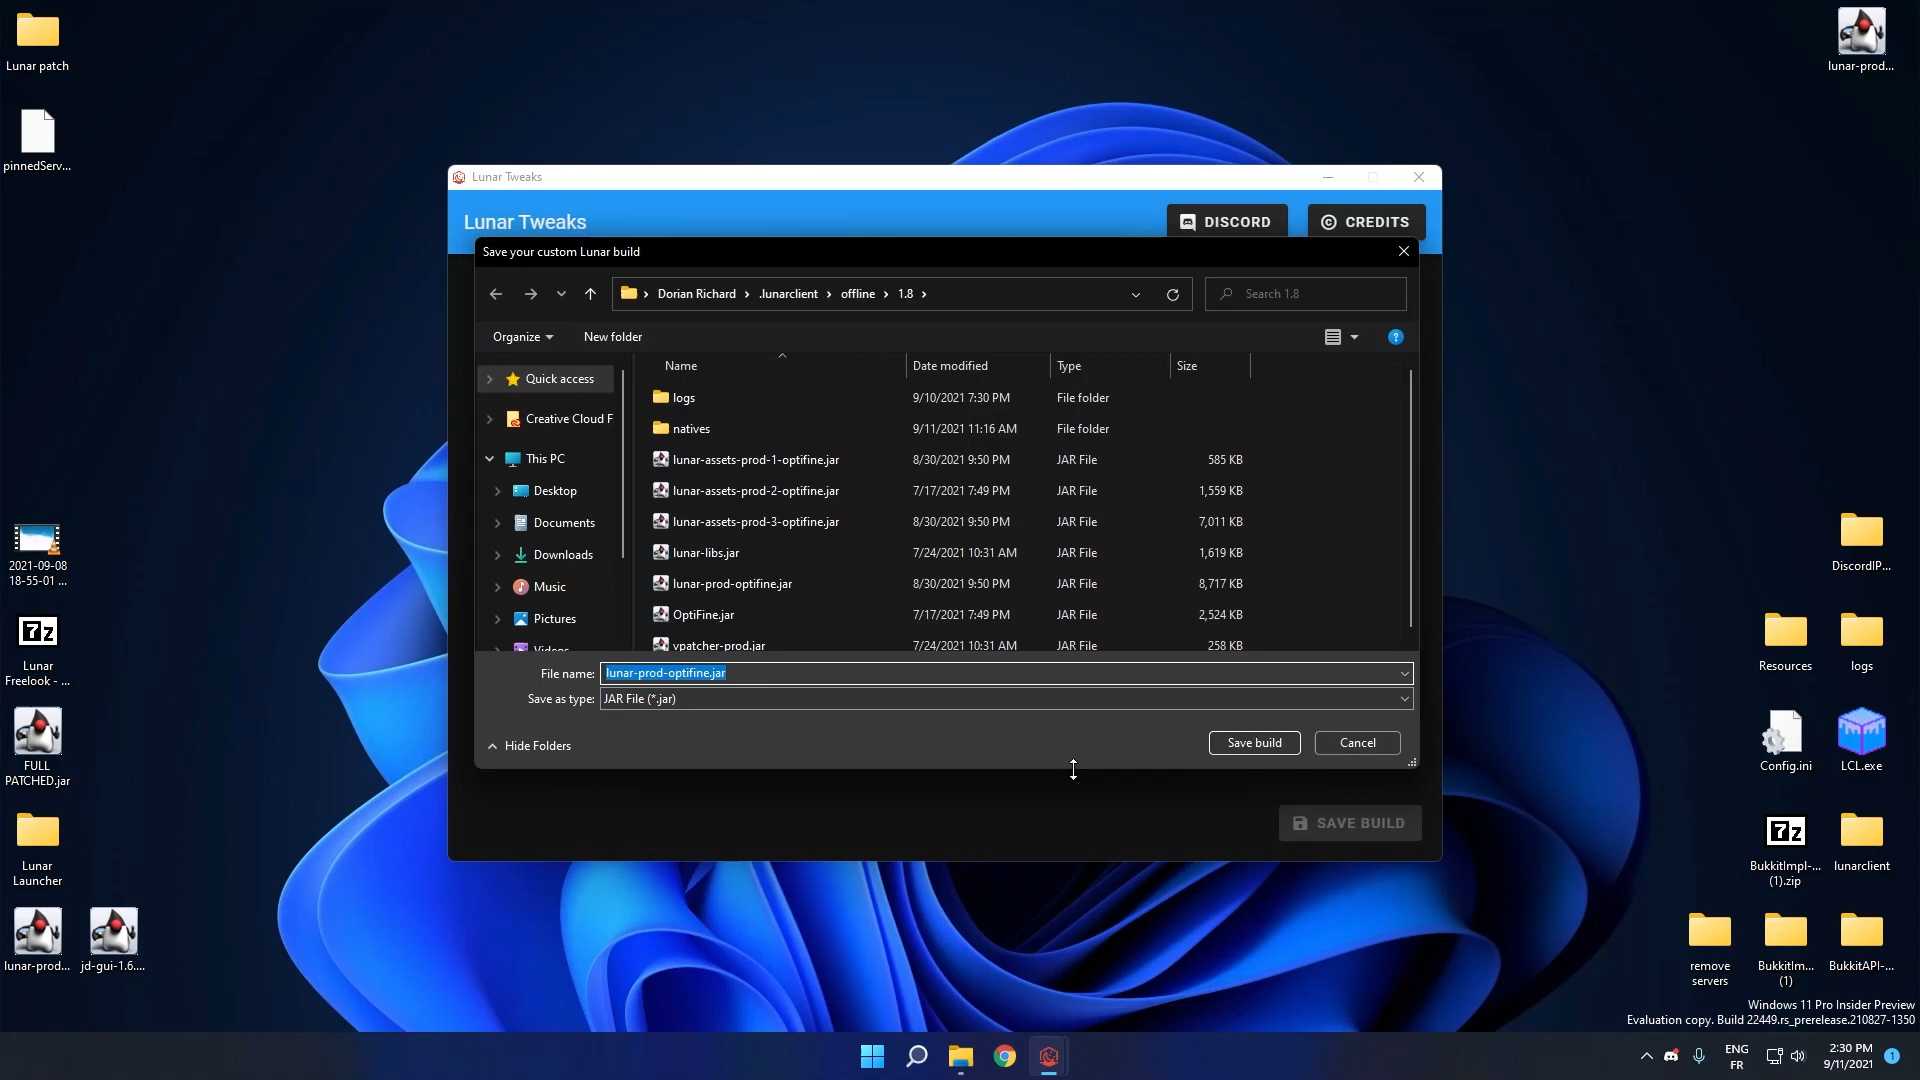 Lunar patch
pinnedServ...
2021-09-08
18-55-01 ...
Lunar
Freelook - ...
FULL
PATCHED.jar
Lunar
Launcher
lunar-prod...
jd-gui-1.6....
Lunar Tweaks
Lunar Tweaks
DISCORD
CREDITS
Save your custom Lunar build
Dorian Richard › .lunarclient › offline › 1.8 ›
Search 1.8
Organize
New folder
Quick access
Creative Cloud F
This PC
Desktop
Documents
Downloads
Music
Pictures
Videos
Name Date modified Type Size
logs 9/10/2021 7:30 PM File folder
natives 9/11/2021 11:16 AM File folder
lunar-assets-prod-1-optifine.jar 8/30/2021 9:50 PM JAR File 585 KB
lunar-assets-prod-2-optifine.jar 7/17/2021 7:49 PM JAR File 1,559 KB
lunar-assets-prod-3-optifine.jar 8/30/2021 9:50 PM JAR File 7,011 KB
lunar-libs.jar 7/24/2021 10:31 AM JAR File 1,619 KB
lunar-prod-optifine.jar 8/30/2021 9:50 PM JAR File 8,717 KB
OptiFine.jar 7/17/2021 7:49 PM JAR File 2,524 KB
vpatcher-prod.jar 7/24/2021 10:31 AM JAR File 258 KB
File name: lunar-prod-optifine.jar
Save as type: JAR File (*.jar)
Hide Folders
Save build
Cancel
SAVE BUILD
lunar-prod...
DiscordIP...
Resources
logs
Config.ini
LCL.exe
7z
7z
BukkitImpl-...
(1).zip
lunarclient
remove
servers
BukkitIm...
(1)
BukkitAPI-...
Windows 11 Pro Insider Preview
Evaluation copy. Build 22449.rs_prerelease.210827-1350
ENG
FR
2:30 PM
9/11/2021
1